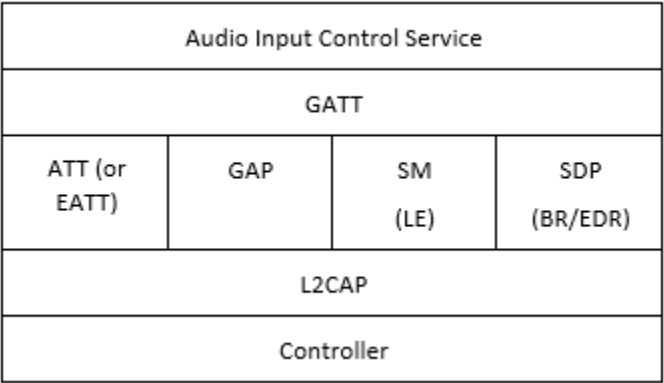 Audio Input Control Service
GATT
ATT (or
EATT)
GAP
SM
(LE)
SDP
(BR/EDR)
L2CAP
Controller